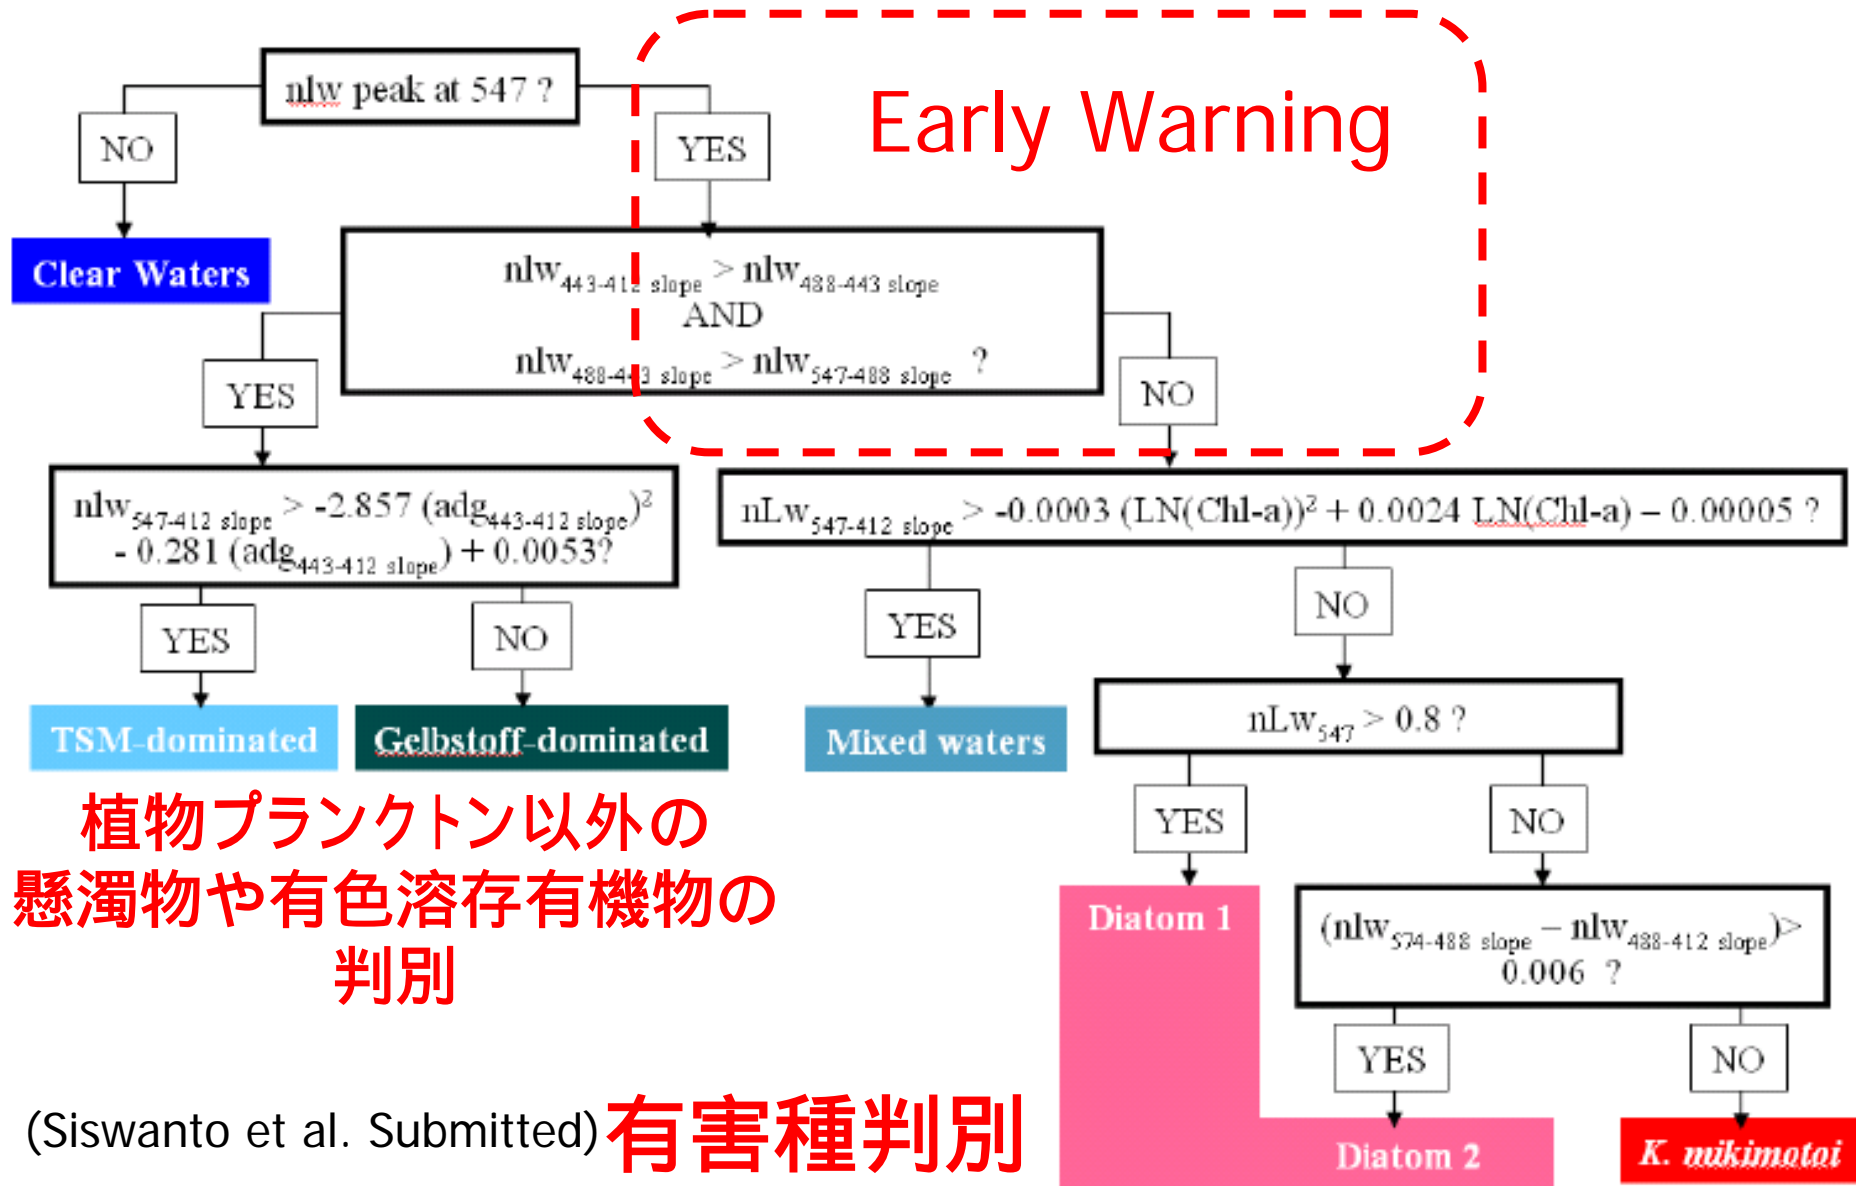 nlw peak at 547 ?
Early Warning
NO
YES
Clear Waters
nlw443-412 slope > nlw488-443 slope
AND
nlw488-443 slope > nlw547-488 slope ?
YES
NO
nlw547-412 slope > -2.857 (adg443-412 slope)²
- 0.281 (adg443-412 slope) + 0.0053?
nLw547-412 slope > -0.0003 (LN(Chl-a))² + 0.0024 LN(Chl-a) – 0.00005 ?
YES
NO
YES
NO
TSM-dominated
Gelbstoff-dominated
Mixed waters
nLw547 > 0.8 ?
植物プランクトン以外の
懸濁物や有色溶存有機物の
判別
YES
NO
Diatom 1
(nlw574-488 slope – nlw488-412 slope)>
0.006 ?
YES
NO
(Siswanto et al. Submitted)
有害種判別
Diatom 2
K. mikimotai